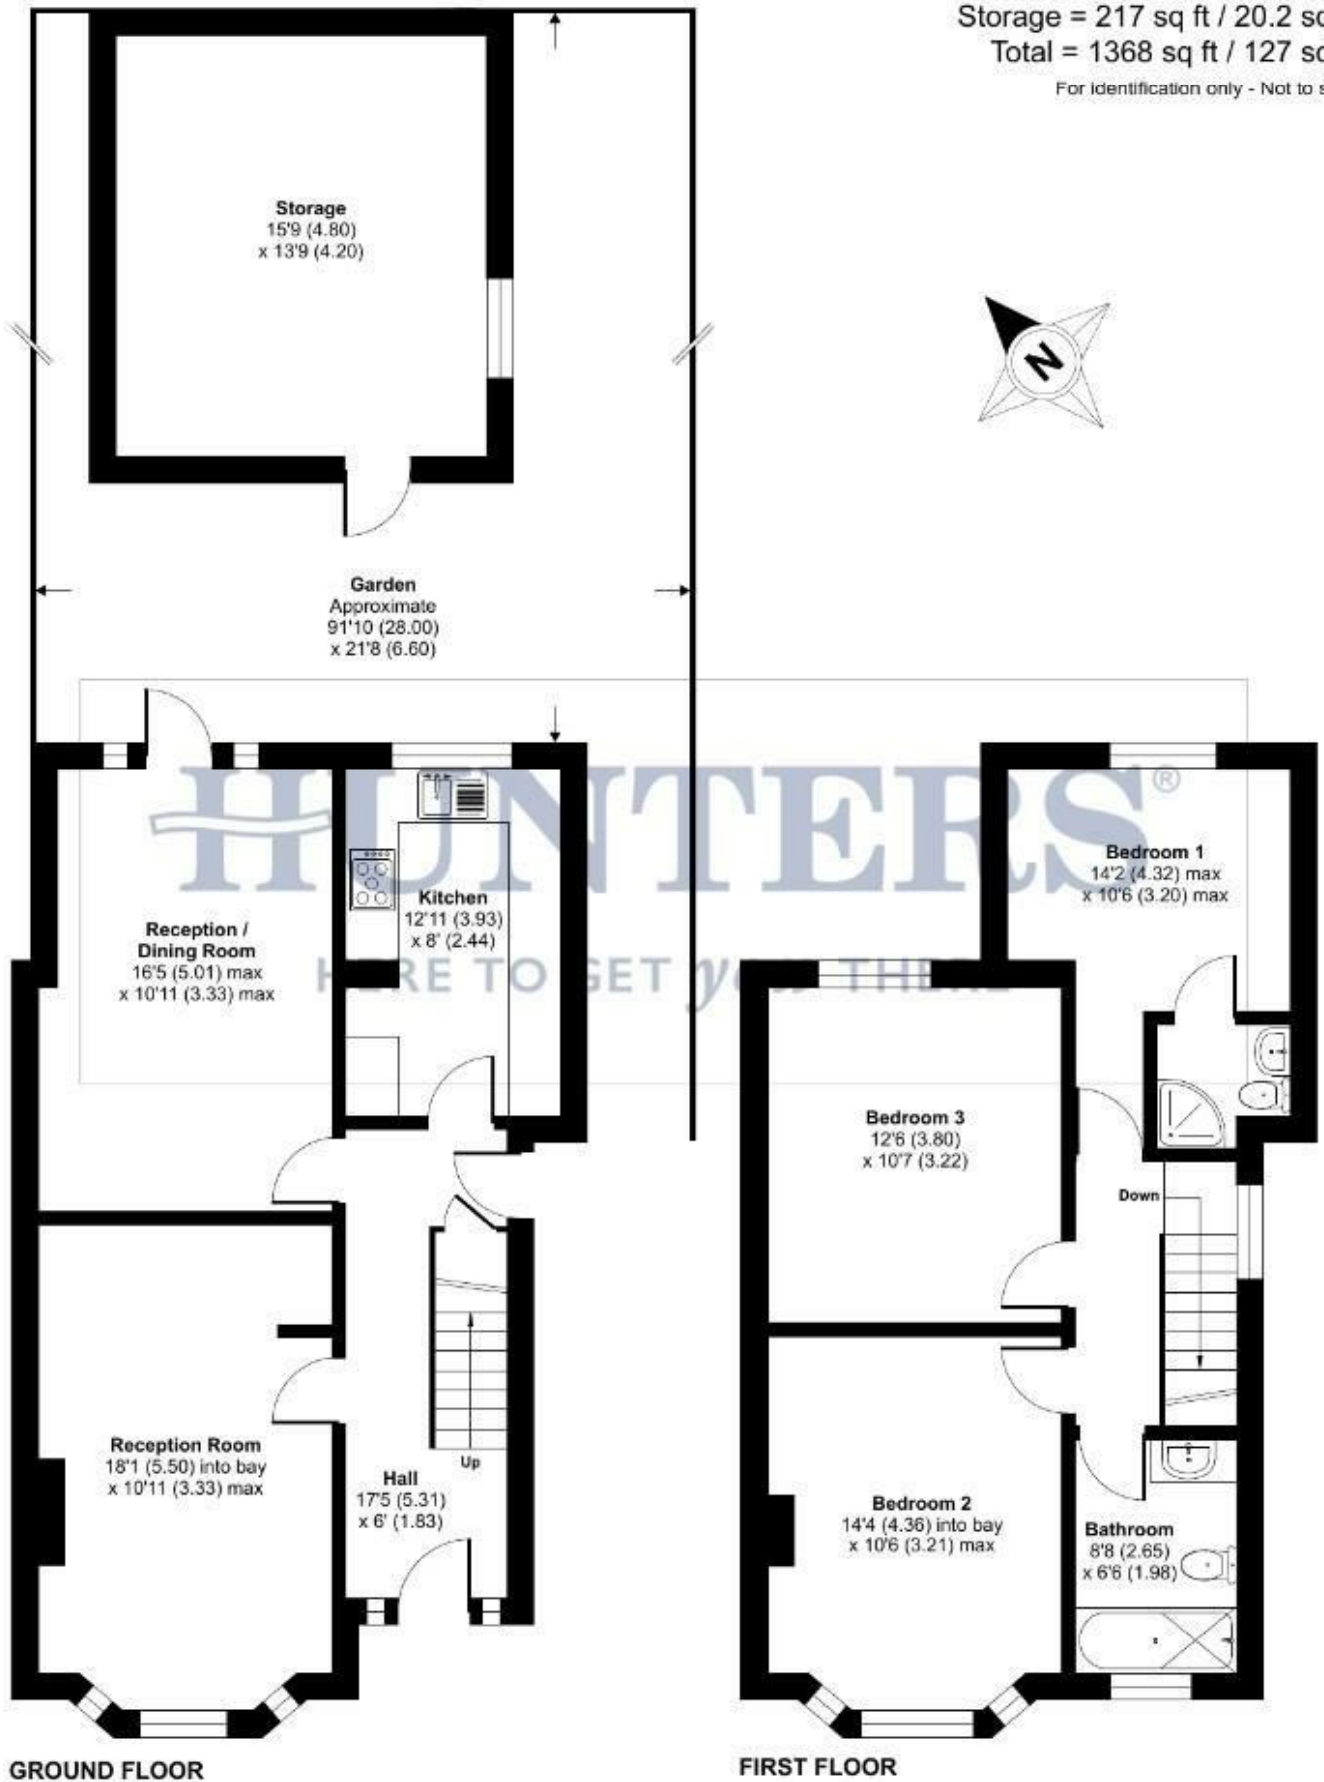 Storage = 217 sq ft / 20.2 sq
Total = 1368 sq ft / 127 sq
For identification only - Not to s
Storage
15'9 (4.80)
x 13'9 (4.20)
N
Garden
Approximate
91'10 (28.00)
x 21'8 (6.60)
HUNTERS®
HERE TO GET you THERE
Reception /
Dining Room
16'5 (5.01) max
x 10'11 (3.33) max
Kitchen
12'11 (3.93)
x 8' (2.44)
Bedroom 1
14'2 (4.32) max
x 10'6 (3.20) max
Bedroom 3
12'6 (3.80)
x 10'7 (3.22)
Down
Reception Room
18'1 (5.50) into bay
x 10'11 (3.33) max
Up
Hall
17'5 (5.31)
x 6' (1.83)
Bedroom 2
14'4 (4.36) into bay
x 10'6 (3.21) max
Bathroom
8'8 (2.65)
x 6'6 (1.98)
GROUND FLOOR
FIRST FLOOR